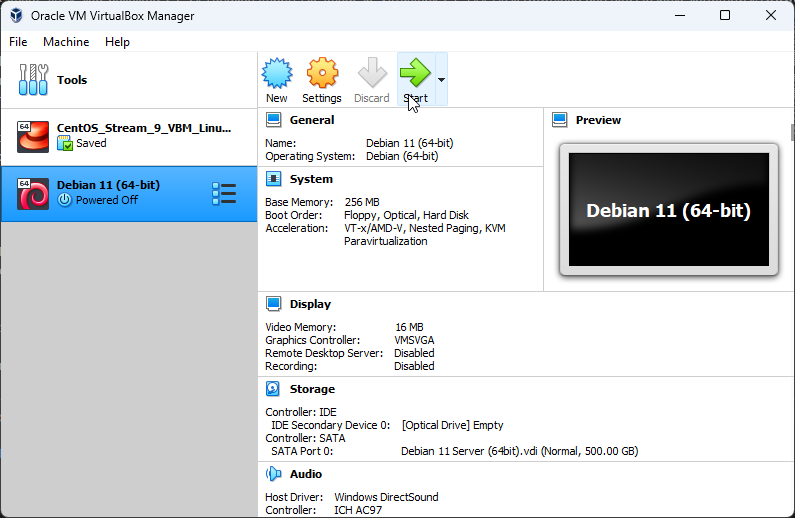 Oracle VM VirtualBox Manager
File Machine Help
Tools
New Settings Discard Start
64 CentOS_Stream_9_VBM_Linu...
Saved
64 Debian 11 (64-bit)
Powered Off
General
Name: Debian 11 (64-bit)
Operating System: Debian (64-bit)
System
Base Memory: 256 MB
Boot Order: Floppy, Optical, Hard Disk
Acceleration: VT-x/AMD-V, Nested Paging, KVM
Paravirtualization
Preview
Debian 11 (64-bit)
Display
Video Memory: 16 MB
Graphics Controller: VMSVGA
Remote Desktop Server: Disabled
Recording: Disabled
Storage
Controller: IDE
IDE Secondary Device 0: [Optical Drive] Empty
Controller: SATA
SATA Port 0: Debian 11 Server (64bit).vdi (Normal, 500.00 GB)
Audio
Host Driver: Windows DirectSound
Controller: ICH AC97